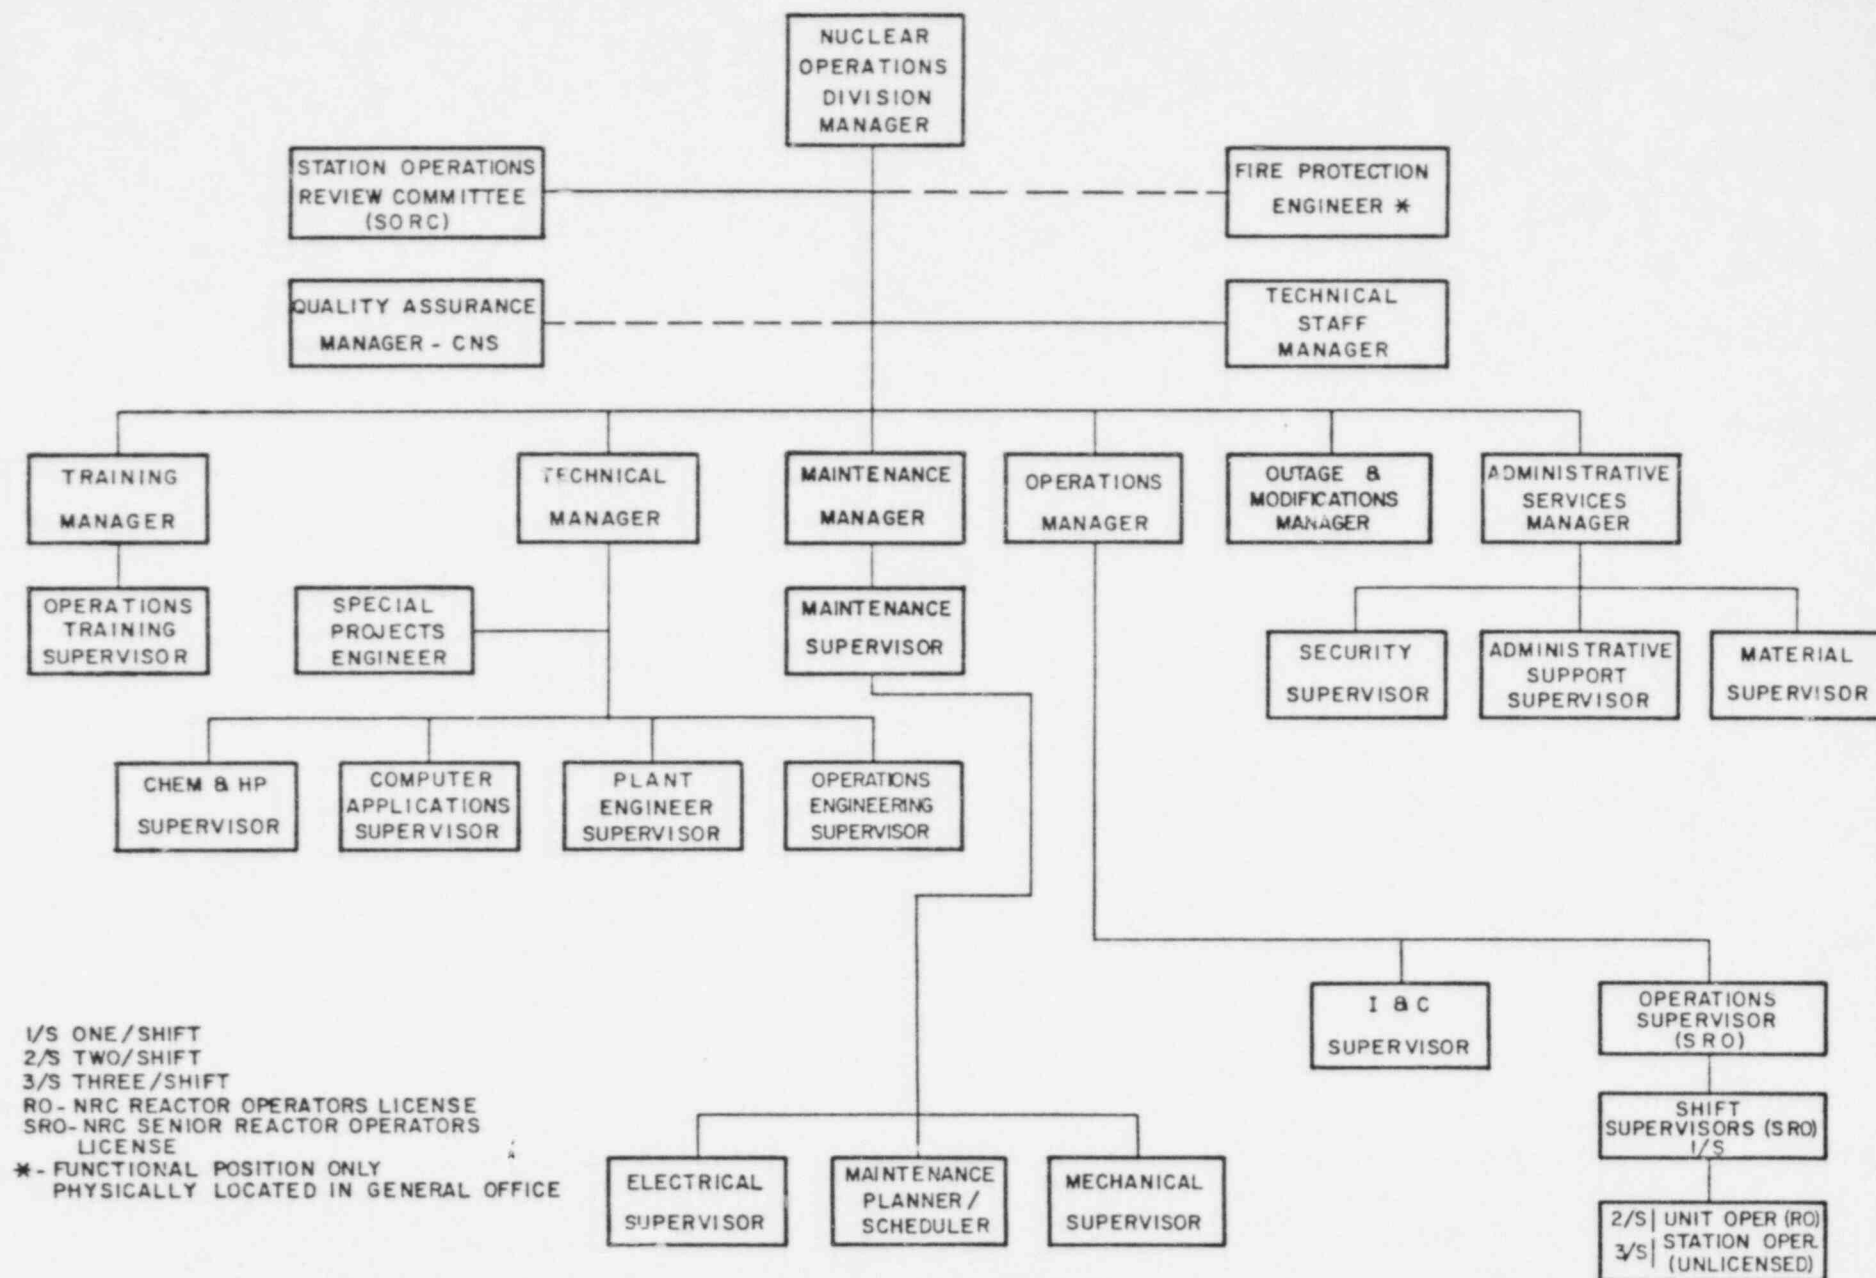 NUCLEAR
OPERATIONS
DIVISION
MANAGER
STATION OPERATIONS
REVIEW COMMITTEE
(SORC)
FIRE PROTECTION
ENGINEER *
QUALITY ASSURANCE
MANAGER - CNS
TECHNICAL
STAFF
MANAGER
TRAINING
MANAGER
TECHNICAL
MANAGER
MAINTENANCE
MANAGER
OPERATIONS
MANAGER
OUTAGE &
MODIFICATIONS
MANAGER
ADMINISTRATIVE
SERVICES
MANAGER
OPERATIONS
TRAINING
SUPERVISOR
SPECIAL
PROJECTS
ENGINEER
MAINTENANCE
SUPERVISOR
SECURITY
SUPERVISOR
ADMINISTRATIVE
SUPPORT
SUPERVISOR
MATERIAL
SUPERVISOR
CHEM & HP
SUPERVISOR
COMPUTER
APPLICATIONS
SUPERVISOR
PLANT
ENGINEER
SUPERVISOR
OPERATIONS
ENGINEERING
SUPERVISOR
I & C
SUPERVISOR
OPERATIONS
SUPERVISOR
(SRO)
SHIFT
SUPERVISORS (SRO)
1/S
2/S UNIT OPER (RO)
3/S STATION OPER.
(UNLICENSED)
1/S ONE/SHIFT
2/S TWO/SHIFT
3/S THREE/SHIFT
RO- NRC REACTOR OPERATORS LICENSE
SRO- NRC SENIOR REACTOR OPERATORS
LICENSE
* - FUNCTIONAL POSITION ONLY
PHYSICALLY LOCATED IN GENERAL OFFICE
ELECTRICAL
SUPERVISOR
MAINTENANCE
PLANNER/
SCHEDULER
MECHANICAL
SUPERVISOR